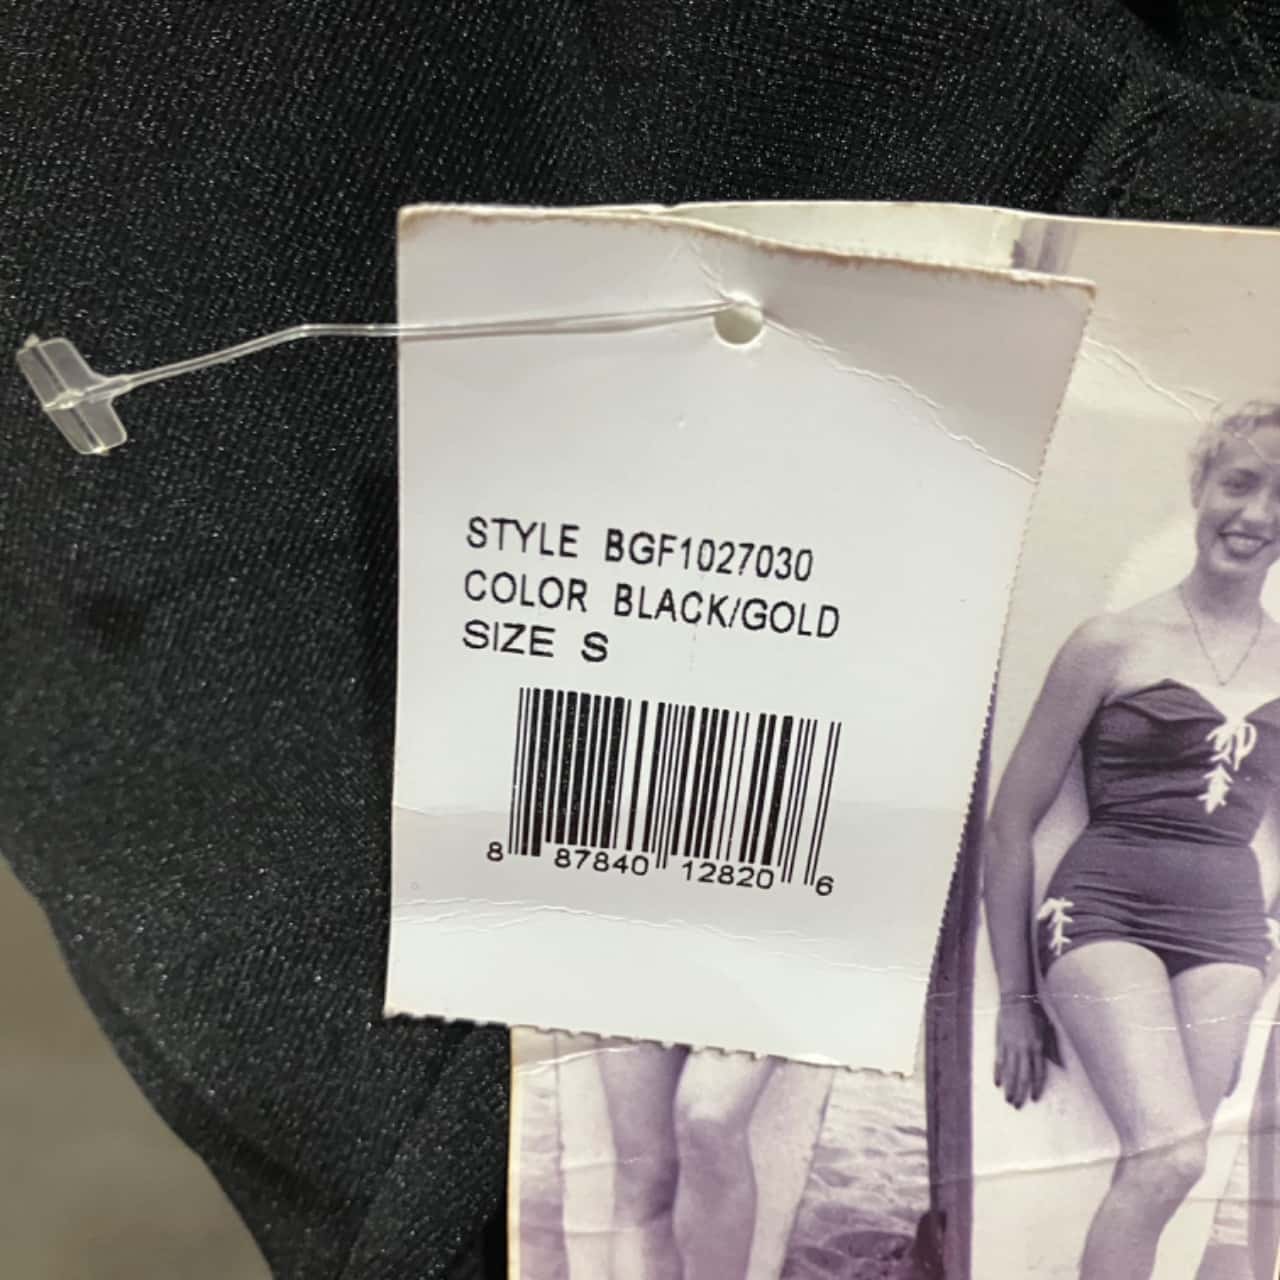 STYLE BGF1027030
COLOR BLACK/GOLD
SIZE S
8 87840 12820 6